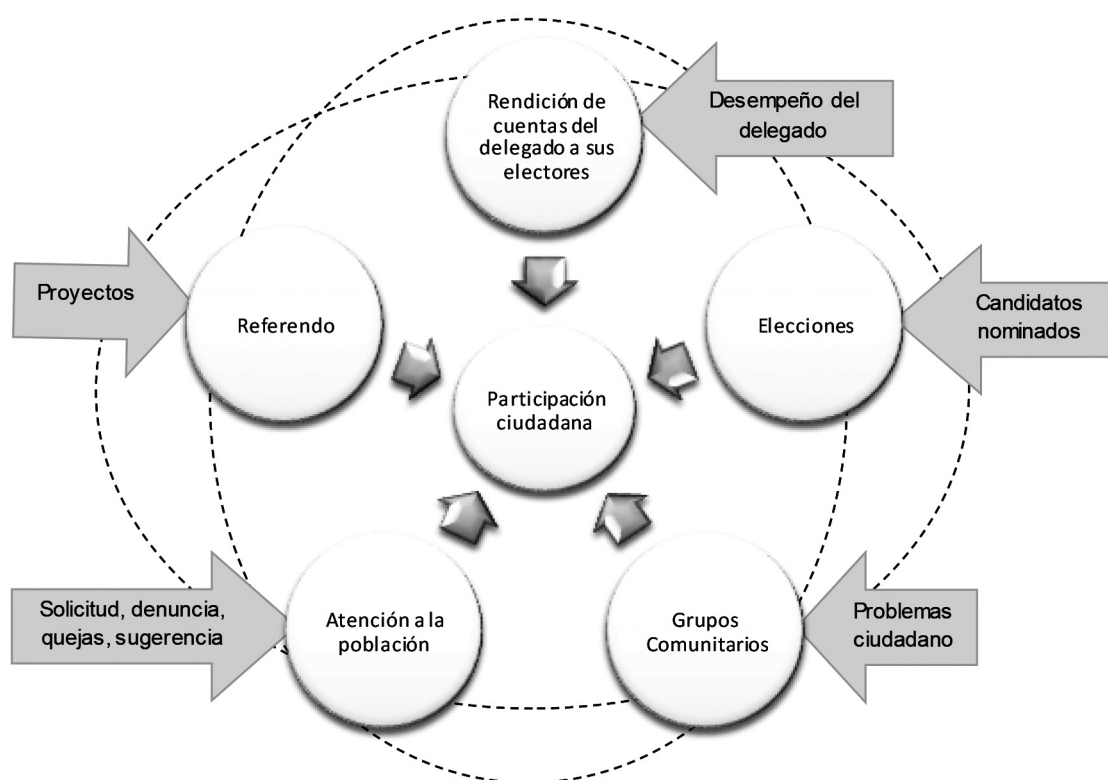 Rendición de
cuentas del
delegado a sus
electores
Desempeño del
delegado
Proyectos
Referendo
Elecciones
Candidatos
nominados
Participación
ciudadana
Solicitud, denuncia,
quejas, sugerencia
Atención a la
población
Grupos
Comunitarios
Problemas
ciudadano